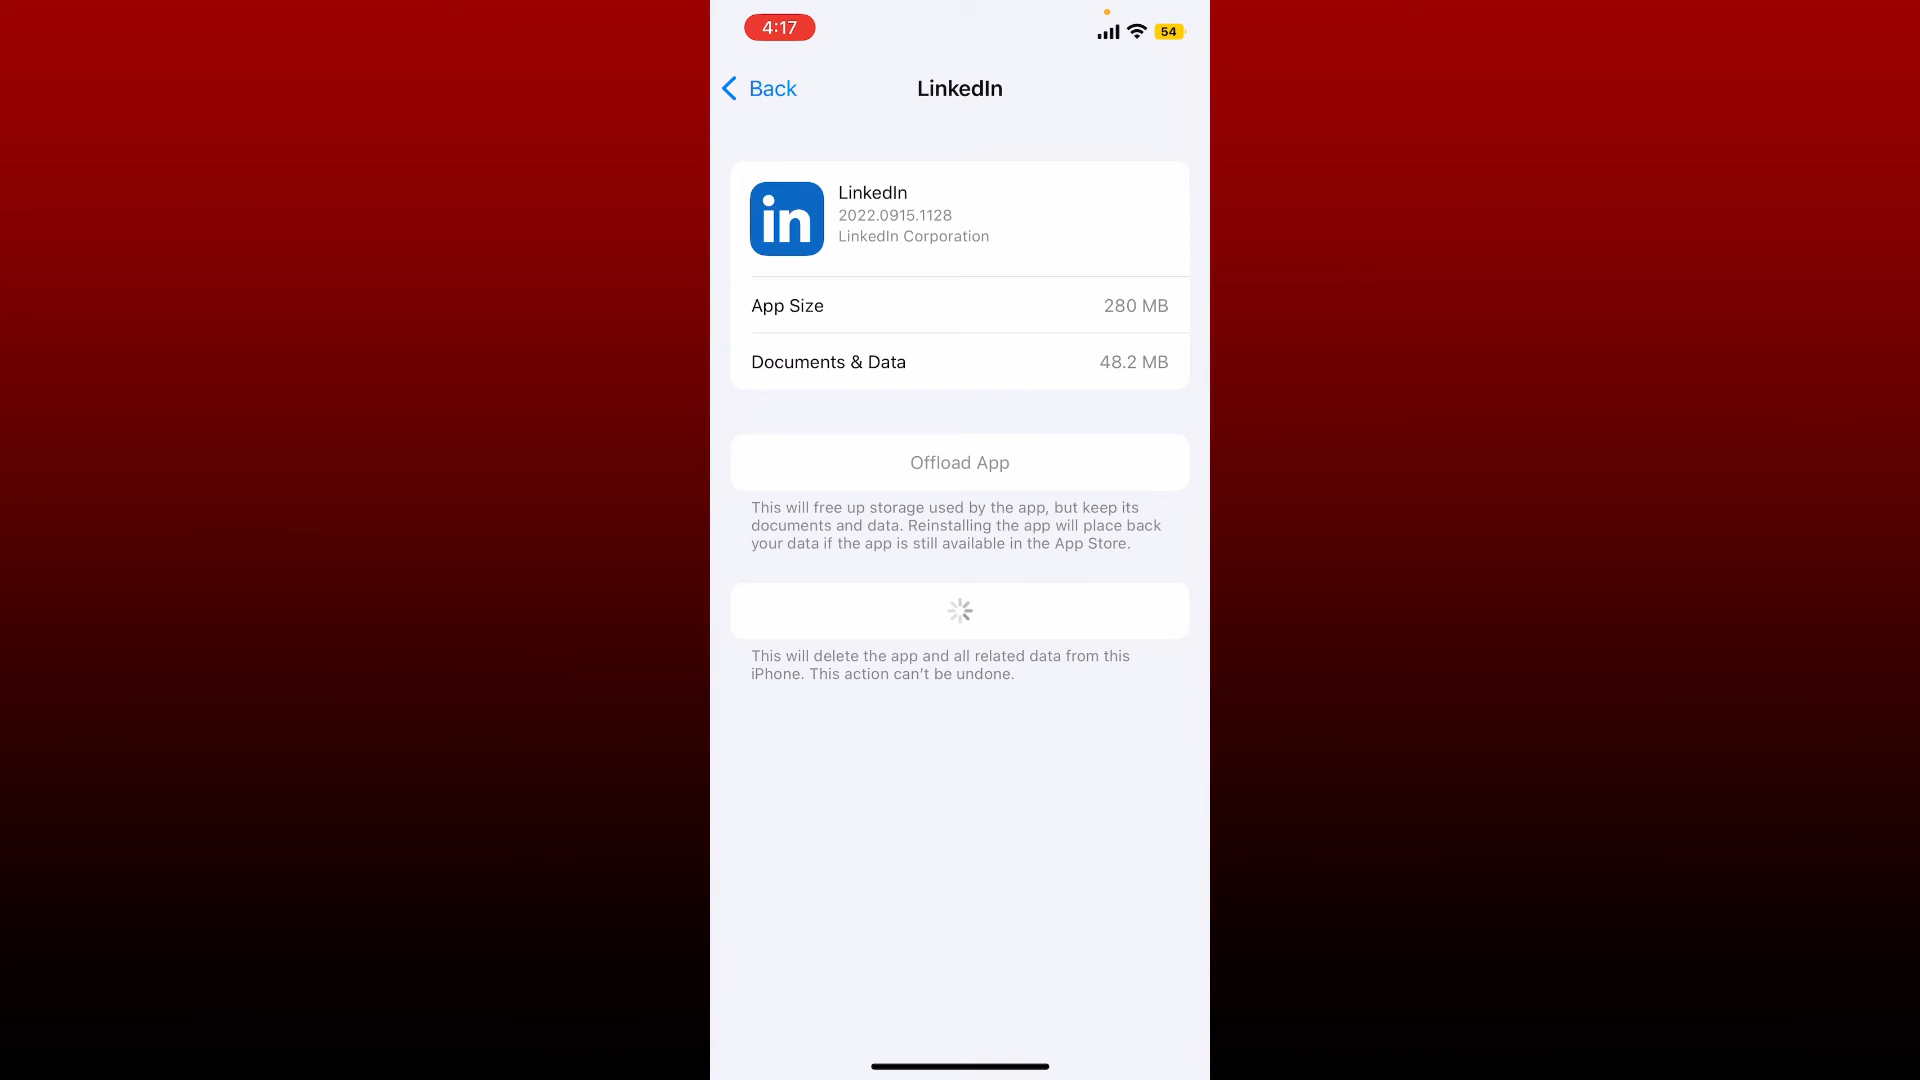 4:17
54
Back
LinkedIn
in
LinkedIn
2022.0915.1128
LinkedIn Corporation
App Size
280 MB
Documents & Data
48.2 MB
Offload App
This will free up storage used by the app, but keep its
documents and data. Reinstalling the app will place back
your data if the app is still available in the App Store.
This will delete the app and all related data from this
iPhone. This action can’t be undone.